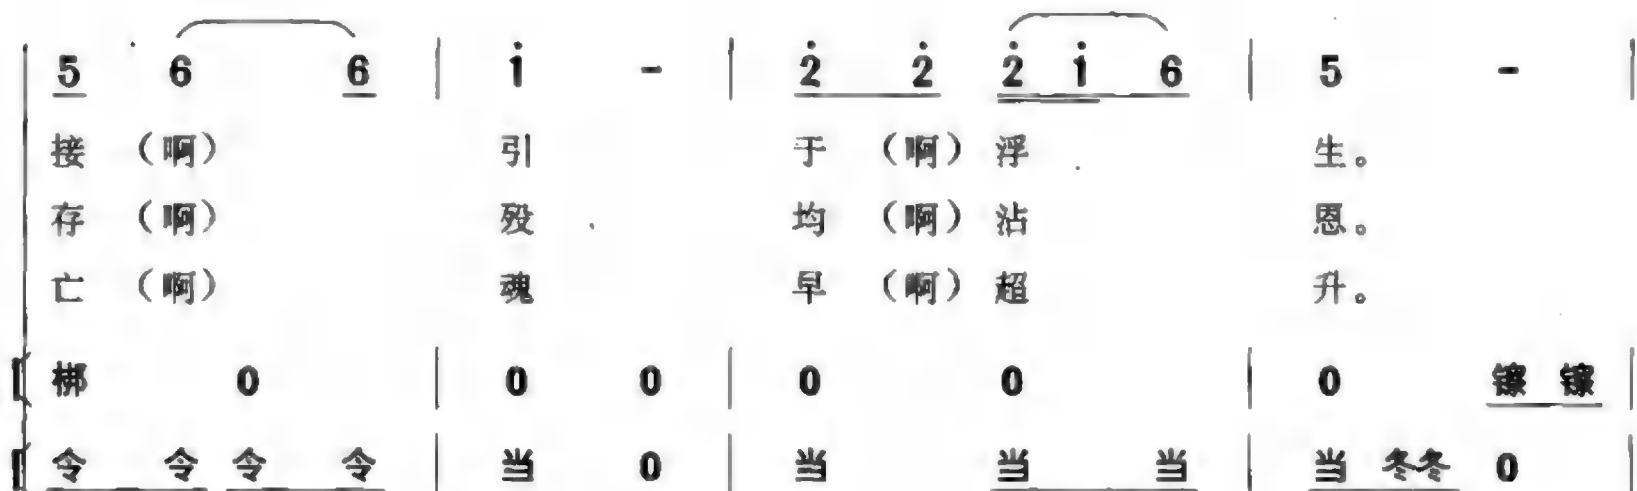 5 6 6 | i̇ - | 2̇ 2̇ 2̇ i̇ 6 | 5 - |
接 （啊） 引 于 （啊） 浮 生。
存 （啊） 殁 均 （啊） 沾 恩。
亡 （啊） 魂 早 （啊） 超 升。
梆 0 | 0 0 | 0 0 | 0 镲 镲 |
令 令 令 令 | 当 0 | 当 当 当 | 当 冬冬 0 |